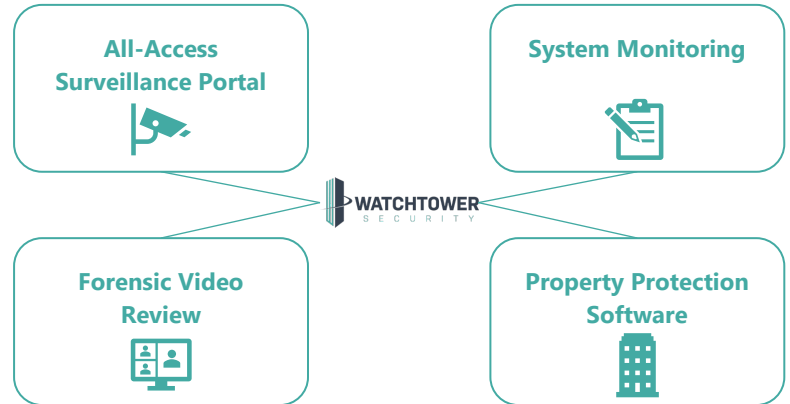 All-Access
Surveillance Portal
System Monitoring
WATCHTOWER
SECURITY
Forensic Video
Review
Property Protection
Software